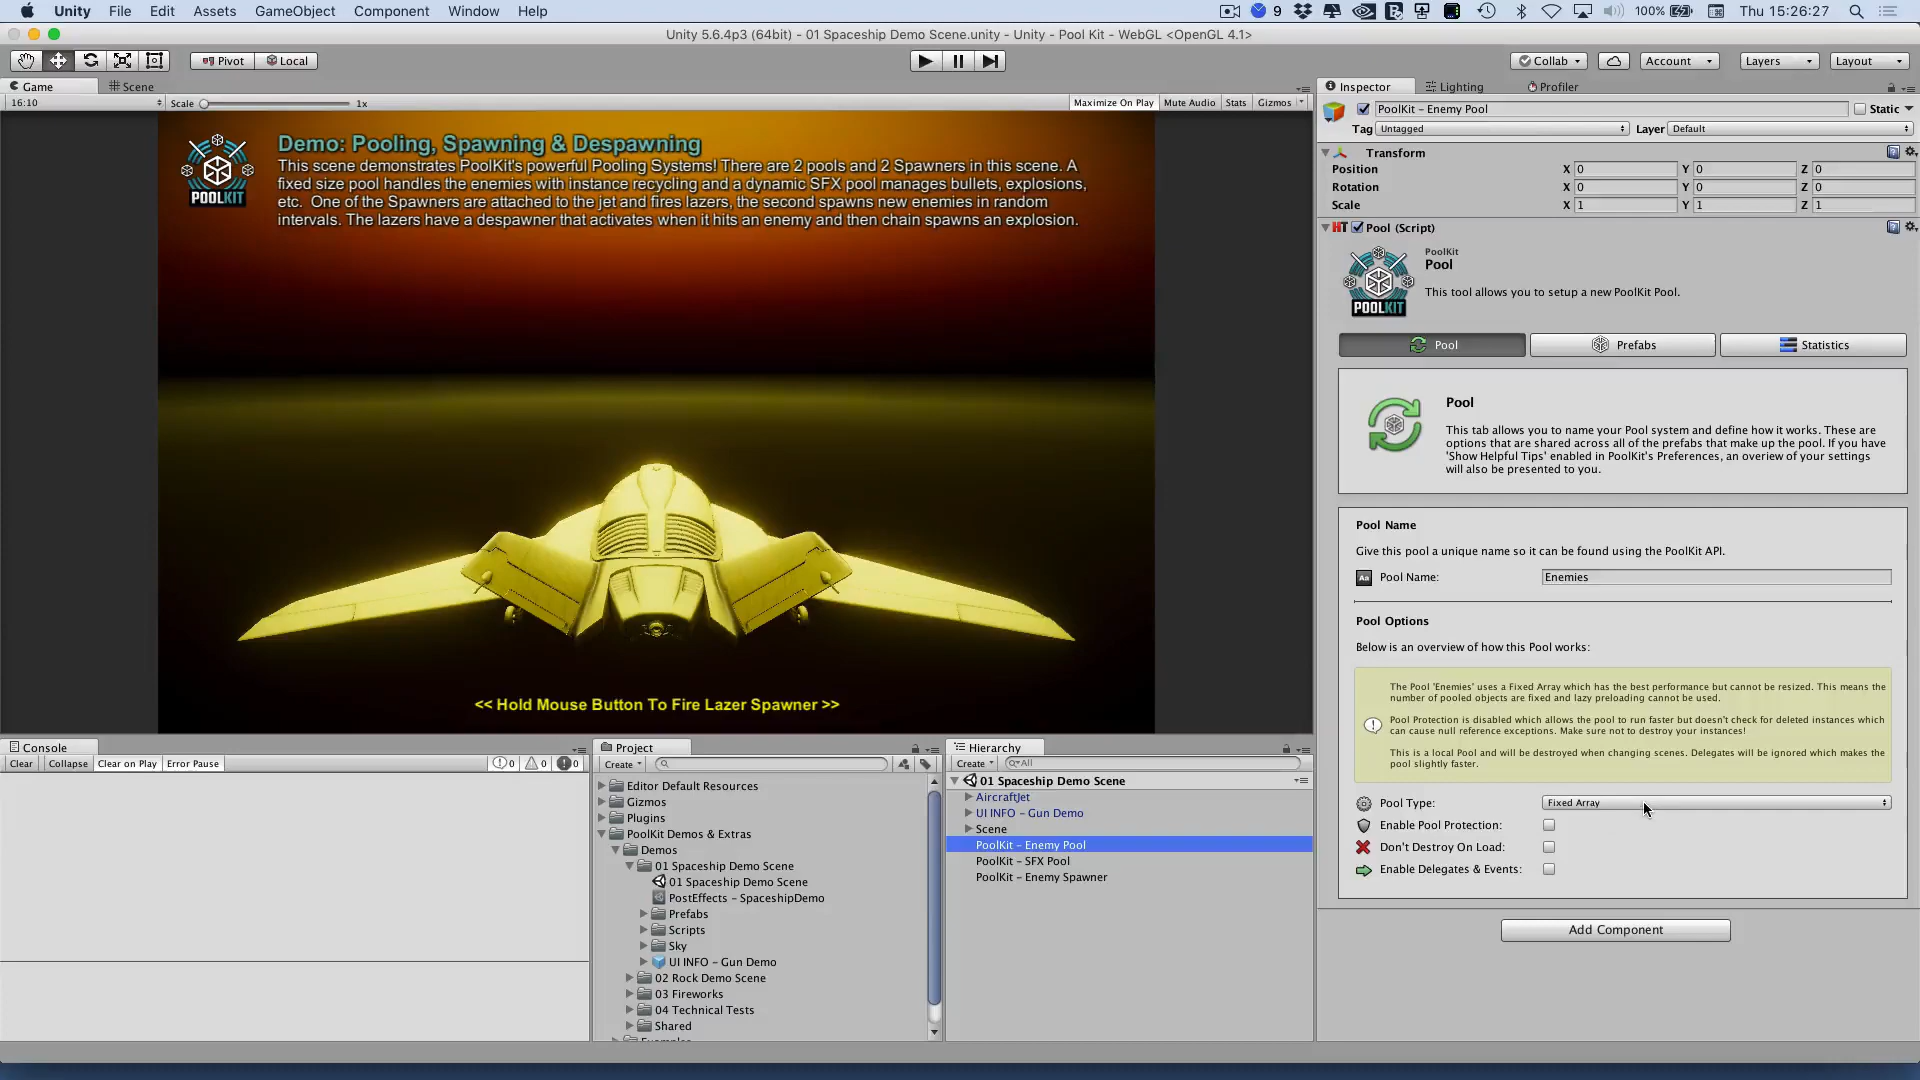 Unity File Edit Assets GameObject Component Window Help 9 100% Thu 15:26:27
Unity 5.6.4p3 (64bit) - 01 Spaceship Demo Scene.unity - Unity - Pool Kit - WebGL <OpenGL 4.1>
Pivot Local Collab Account Layers Layout
Game Scene
16:10 Scale 1x Maximize On Play Mute Audio Stats Gizmos
POOLKIT
Demo: Pooling, Spawning & Despawning
This scene demonstrates PoolKit's powerful Pooling Systems! There are 2 pools and 2 Spawners in this scene. A
fixed size pool handles the enemies with instance recycling and a dynamic SFX pool manages bullets, explosions,
etc. One of the Spawners are attached to the jet and fires lazers, the second spawns new enemies in random
intervals. The lazers have a despawner that activates when it hits an enemy and then chain spawns an explosion.
<< Hold Mouse Button To Fire Lazer Spawner >>
Console
Clear Collapse Clear on Play Error Pause 0 0 0
Project
Create
Editor Default Resources
Gizmos
Plugins
PoolKit Demos & Extras
Demos
01 Spaceship Demo Scene
01 Spaceship Demo Scene
PostEffects - SpaceshipDemo
Prefabs
Scripts
Sky
UI INFO - Gun Demo
02 Rock Demo Scene
03 Fireworks
04 Technical Tests
Shared
Hierarchy
Create All
01 Spaceship Demo Scene
AircraftJet
UI INFO - Gun Demo
Scene
PoolKit - Enemy Pool
PoolKit - SFX Pool
PoolKit - Enemy Spawner
Inspector Lighting Profiler
PoolKit - Enemy Pool Static
Tag Untagged Layer Default
Transform
Position X 0 Y 0 Z 0
Rotation X 0 Y 0 Z 0
Scale X 1 Y 1 Z 1
Pool (Script)
POOLKIT
PoolKit
Pool
This tool allows you to setup a new PoolKit Pool.
Pool Prefabs Statistics
Pool
This tab allows you to name your Pool system and define how it works. These are
options that are shared across all of the prefabs that make up the pool. If you have
'Show Helpful Tips' enabled in PoolKit's Preferences, an overiew of your settings
will also be presented to you.
Pool Name
Give this pool a unique name so it can be found using the PoolKit API.
Aa Pool Name: Enemies
Pool Options
Below is an overview of how this Pool works:
The Pool 'Enemies' uses a Fixed Array which has the best performance but cannot be resized. This means the
number of pooled objects are fixed and lazy preloading cannot be used.
Pool Protection is disabled which allows the pool to run faster but doesn't check for deleted instances which
can cause null reference exceptions. Make sure not to destroy your instances!
This is a local Pool and will be destroyed when changing scenes. Delegates will be ignored which makes the
pool slightly faster.
Pool Type: Fixed Array
Enable Pool Protection:
Don't Destroy On Load:
Enable Delegates & Events:
Add Component